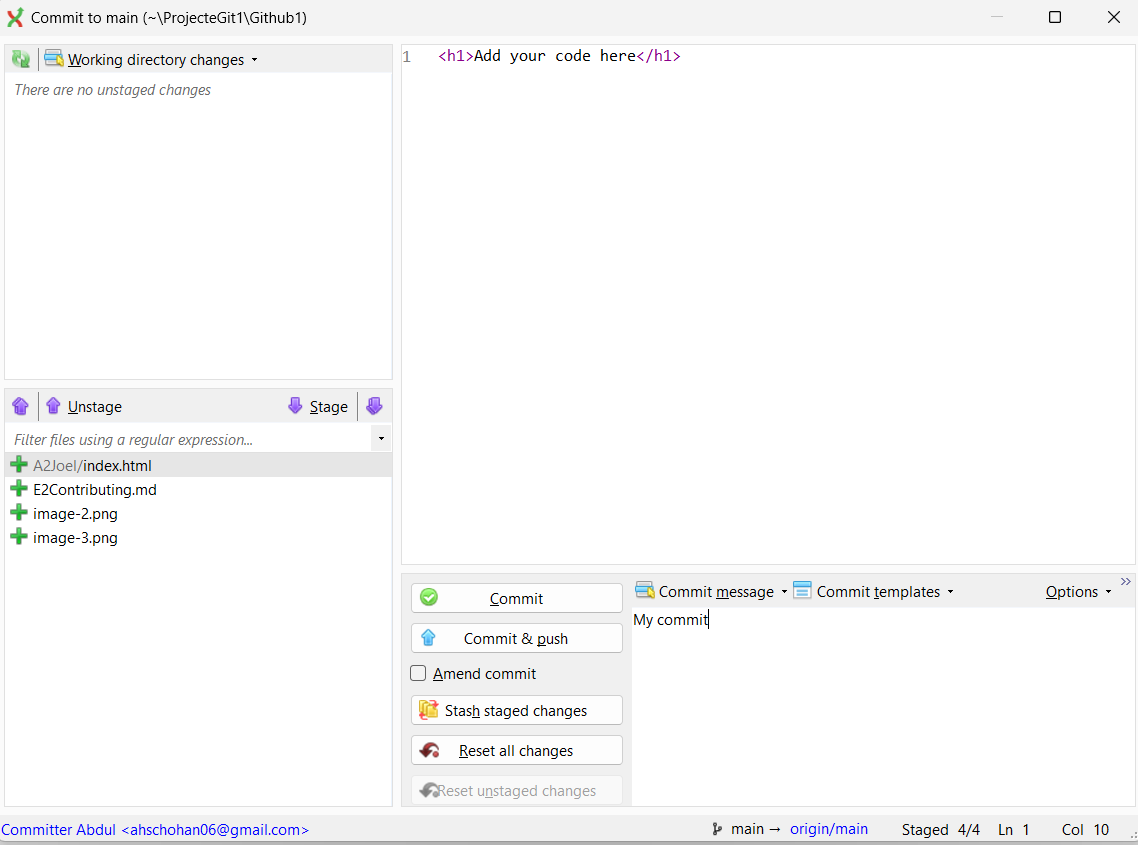 Commit to main (~\ProjecteGit1\Github1)
Working directory changes
There are no unstaged changes
Unstage
Stage
Filter files using a regular expression...
A2Joel/index.html
E2Contributing.md
image-2.png
image-3.png
1 <h1>Add your code here</h1>
Commit
Commit & push
Amend commit
Stash staged changes
Reset all changes
Reset unstaged changes
Commit message
Commit templates
Options
»
My commit
Committer Abdul <ahschohan06@gmail.com>
main → origin/main
Staged 4/4
Ln 1
Col 10